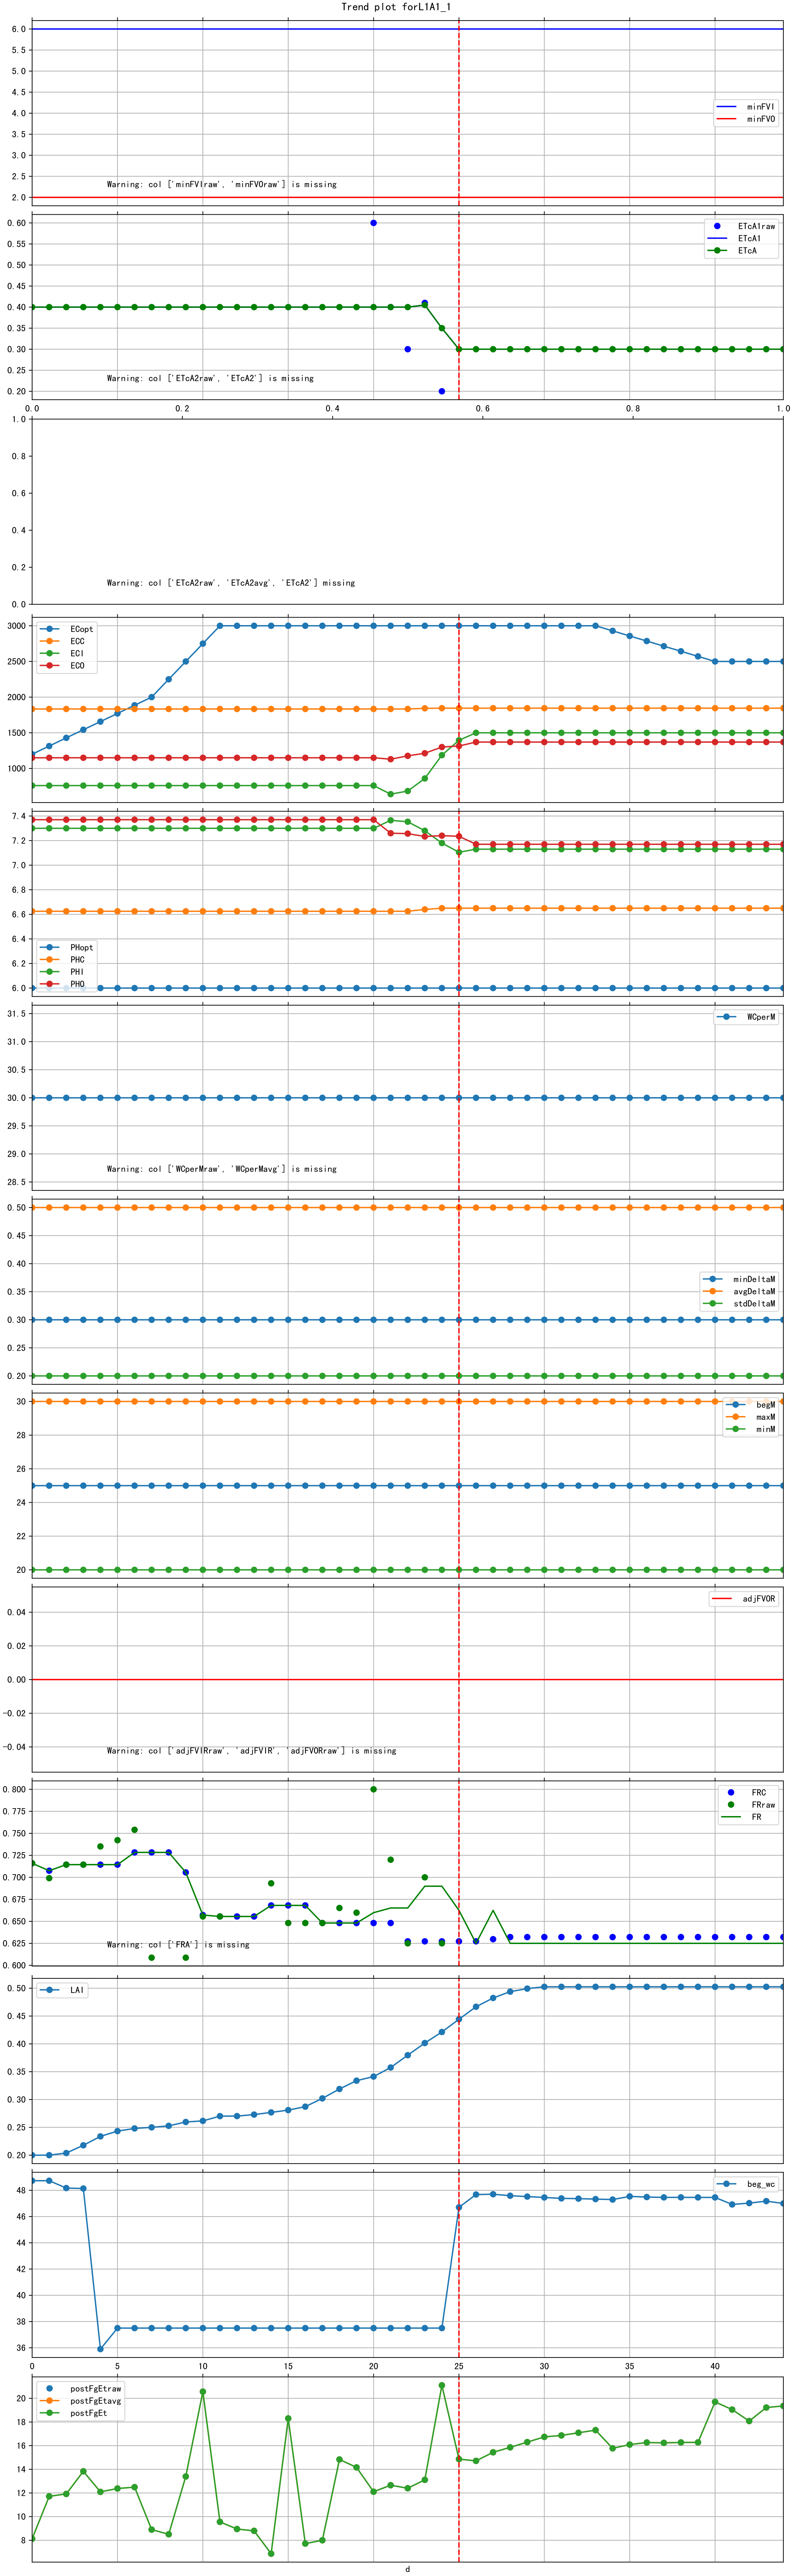 Trend plot forL1A1_1
6.0
5.5
5.0
4.5
4.0
3.5
3.0
2.5
2.0
minFVI
minFVO
Warning: col ['minFVIraw', 'minFVOraw'] is missing
0.60
0.55
0.50
0.45
0.40
0.35
0.30
0.25
0.20
ETcA1raw
ETcA1
ETcA
Warning: col ['ETcA2raw', 'ETcA2'] is missing
0.0 0.2 0.4 0.6 0.8 1.0
1.0
0.8
0.6
0.4
0.2
0.0
Warning: col ['ETcA2raw', 'ETcA2avg', 'ETcA2'] missing
3000
2500
2000
1500
1000
ECopt
ECC
ECI
ECO
7.4
7.2
7.0
6.8
6.6
6.4
6.2
6.0
PHopt
PHC
PHI
PHO
31.5
31.0
30.5
30.0
29.5
29.0
28.5
WCperM
Warning: col ['WCperMraw', 'WCperMavg'] is missing
0.50
0.45
0.40
0.35
0.30
0.25
0.20
minDeltaM
avgDeltaM
stdDeltaM
30
28
26
24
22
20
begM
maxM
minM
0.04
0.02
0.00
-0.02
-0.04
adjFVOR
Warning: col ['adjFVIRraw', 'adjFVIR', 'adjFVORraw'] is missing
0.800
0.775
0.750
0.725
0.700
0.675
0.650
0.625
0.600
FRC
FRraw
FR
Warning: col ['FRA'] is missing
0.50
0.45
0.40
0.35
0.30
0.25
0.20
LAI
48
46
44
42
40
38
36
beg_wc
0 5 10 15 20 25 30 35 40
20
18
16
14
12
10
8
postFgEtraw
postFgEtavg
postFgEt
d